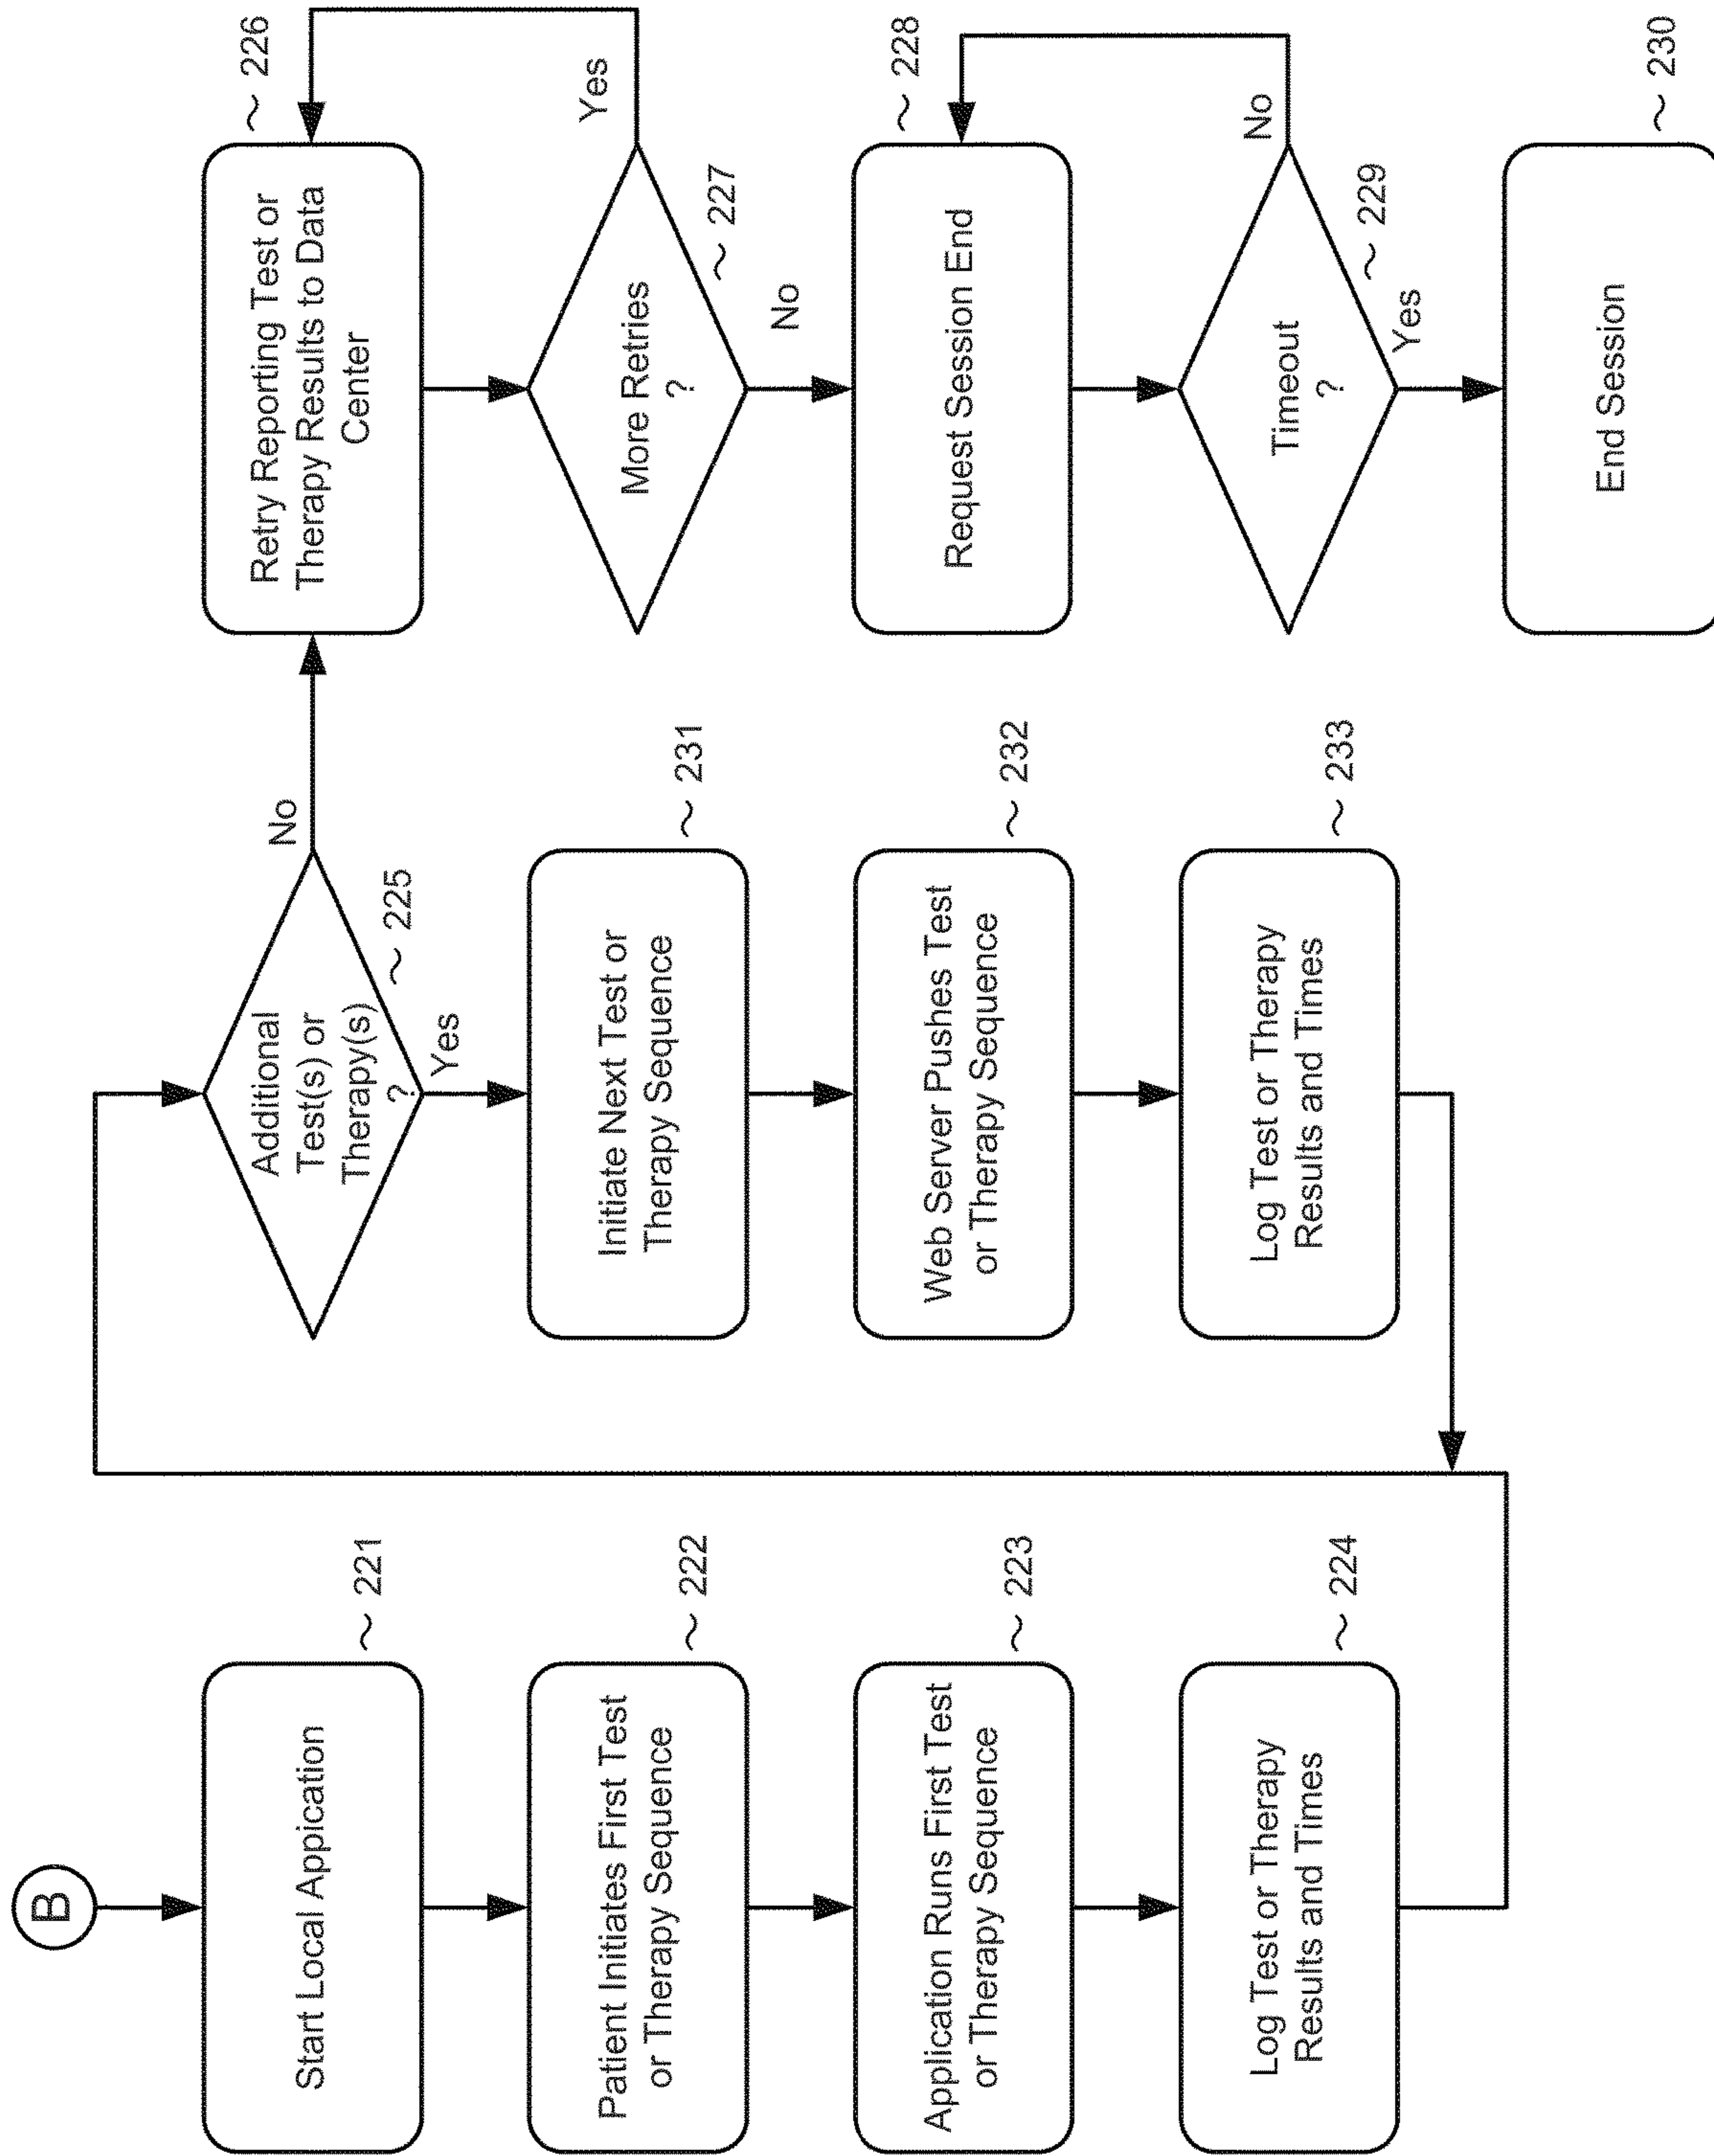 B
Start Local Appication
~ 221
Patient Initiates First Test
or Therapy Sequence
~ 222
Application Runs First Test
or Therapy Sequence
~ 223
Log Test or Therapy
Results and Times
~ 224
Additional
Test(s) or
Therapy(s)
?
~ 225
No
Yes
Initiate Next Test or
Therapy Sequence
~ 231
Web Server Pushes Test
or Therapy Sequence
~ 232
Log Test or Therapy
Results and Times
~ 233
Retry Reporting Test or
Therapy Results to Data
Center
~ 226
More Retries
?
~ 227
Yes
No
Request Session End
~ 228
Timeout
?
~ 229
No
Yes
End Session
~ 230